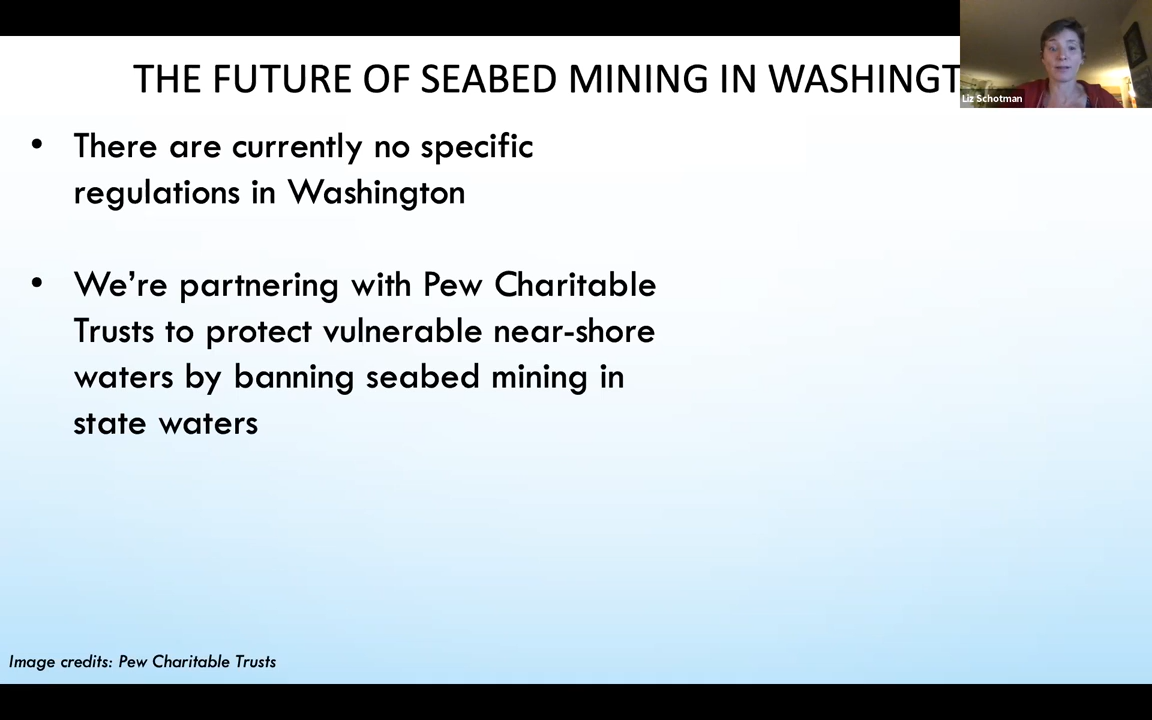 THE FUTURE OF SEABED MINING IN WASHINGT
Liz Schotman
• There are currently no specific
regulations in Washington
• We’re partnering with Pew Charitable
Trusts to protect vulnerable near-shore
waters by banning seabed mining in
state waters
Image credits: Pew Charitable Trusts